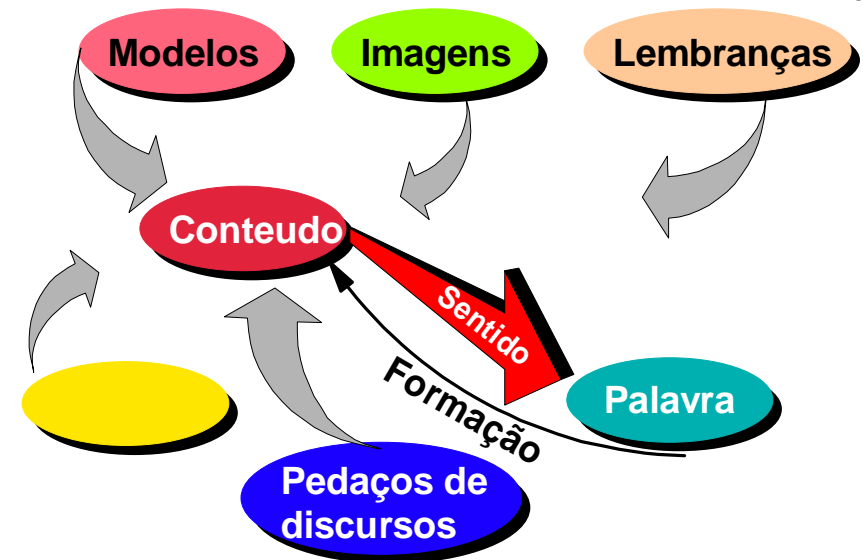 Modelos
Imagens
Lembranças
Conteudo
Sentido
Formação
Palavra
Pedaços de
discursos